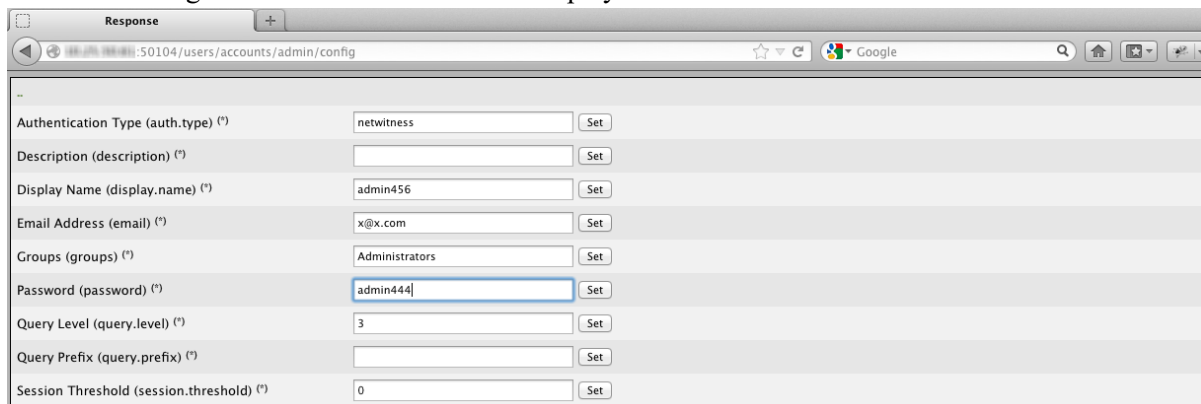 Response
:50104/users/accounts/admin/config
Google
..
Authentication Type (auth.type) (*) netwitness Set
Description (description) (*) Set
Display Name (display.name) (*) admin456 Set
Email Address (email) (*) x@x.com Set
Groups (groups) (*) Administrators Set
Password (password) (*) admin444 Set
Query Level (query.level) (*) 3 Set
Query Prefix (query.prefix) (*) Set
Session Threshold (session.threshold) (*) 0 Set